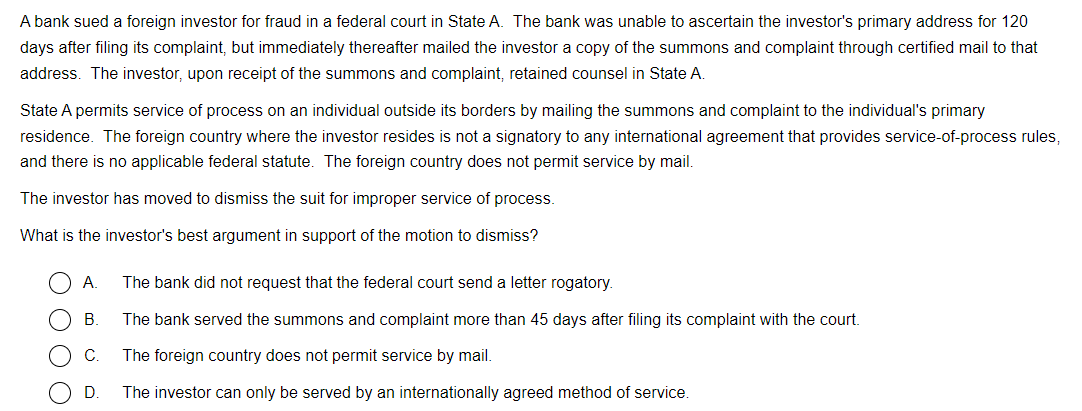 A bank sued a foreign investor for fraud in a federal court in State A. The bank was unable to ascertain the investor's primary address for 120
days after filing its complaint, but immediately thereafter mailed the investor a copy of the summons and complaint through certified mail to that
address. The investor, upon receipt of the summons and complaint, retained counsel in State A.
State A permits service of process on an individual outside its borders by mailing the summons and complaint to the individual's primary
residence. The foreign country where the investor resides is not a signatory to any international agreement that provides service-of-process rules,
and there is no applicable federal statute. The foreign country does not permit service by mail.
The investor has moved to dismiss the suit for improper service of process.
What is the investor's best argument in support of the motion to dismiss?
A. The bank did not request that the federal court send a letter rogatory.
B. The bank served the summons and complaint more than 45 days after filing its complaint with the court.
C. The foreign country does not permit service by mail.
D. The investor can only be served by an internationally agreed method of service.